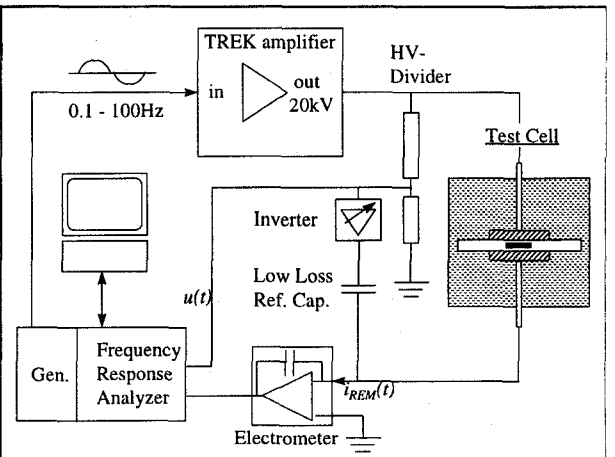 TREK amplifier
in
out
20kV
HV-
Divider
0.1 - 100Hz
Test Cell
Inverter
Low Loss
Ref. Cap.
u(t)
Gen.
Frequency
Response
Analyzer
i_REM(t)
Electrometer